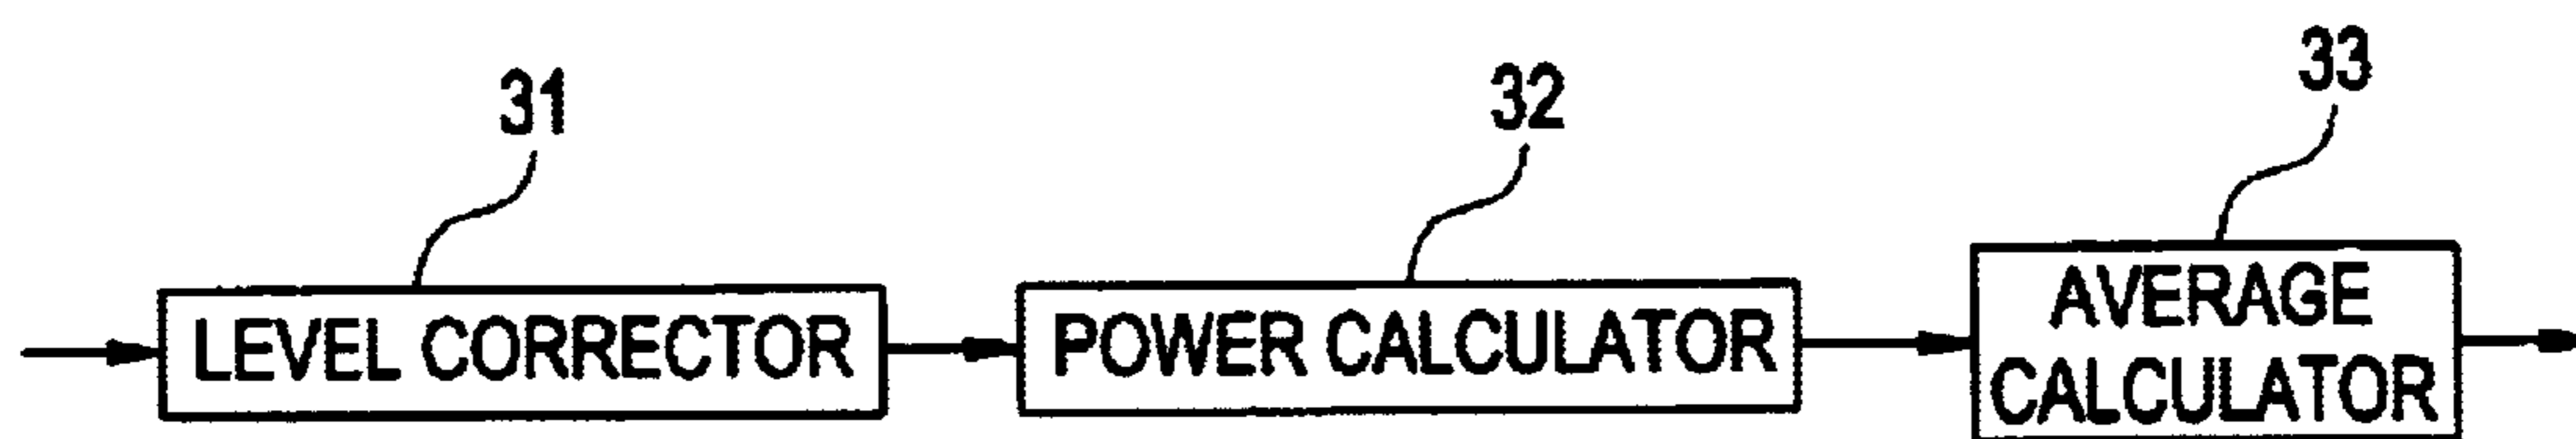 31
32
33
LEVEL CORRECTOR
POWER CALCULATOR
AVERAGE
CALCULATOR